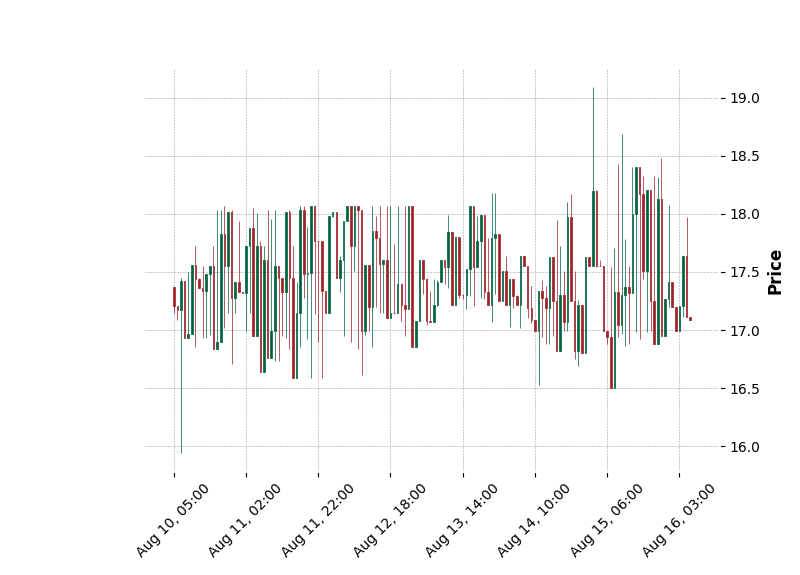 19.0
18.5
18.0
17.5
17.0
16.5
16.0
Price
Aug 10, 05:00
Aug 11, 02:00
Aug 11, 22:00
Aug 12, 18:00
Aug 13, 14:00
Aug 14, 10:00
Aug 15, 06:00
Aug 16, 03:00